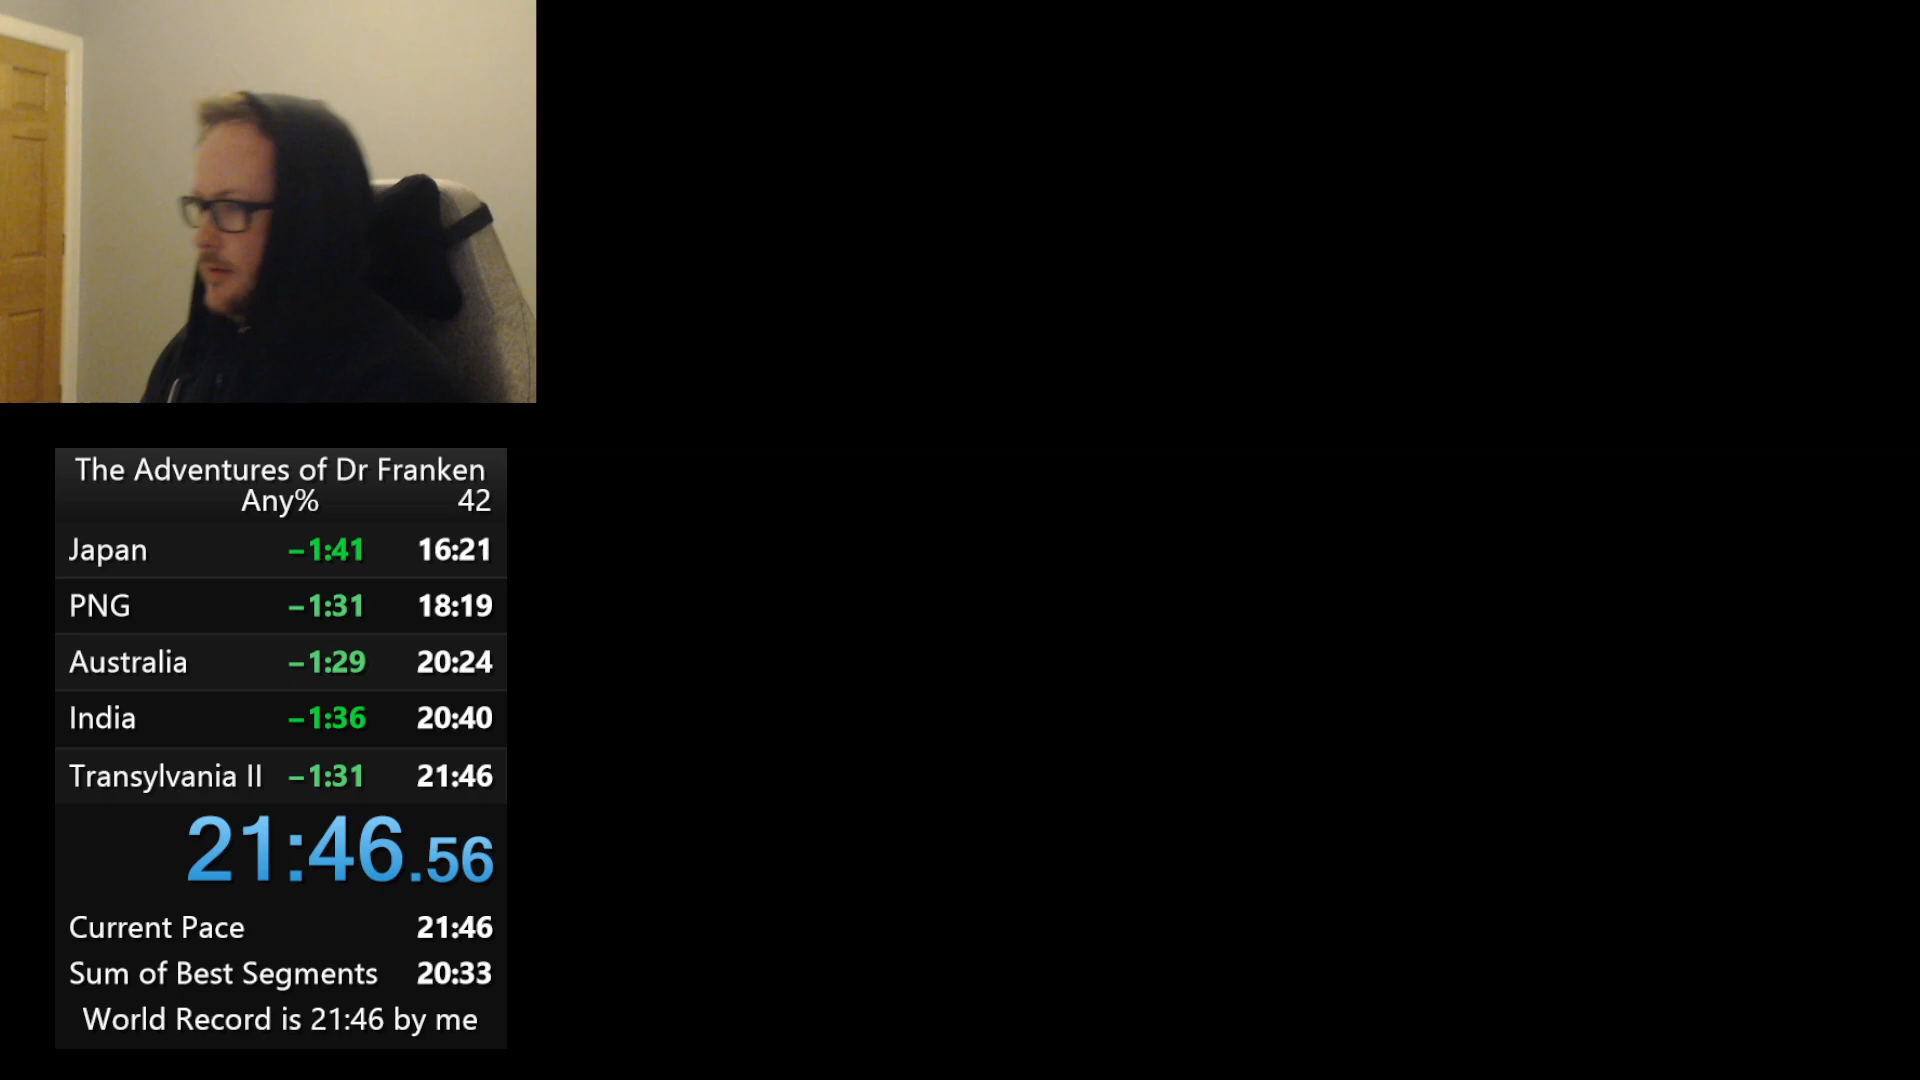 The Adventures of Dr Franken
Any% 42
Japan −1:41 16:21
PNG −1:31 18:19
Australia −1:29 20:24
India −1:36 20:40
Transylvania II −1:31 21:46
21:46.56
Current Pace 21:46
Sum of Best Segments 20:33
World Record is 21:46 by me